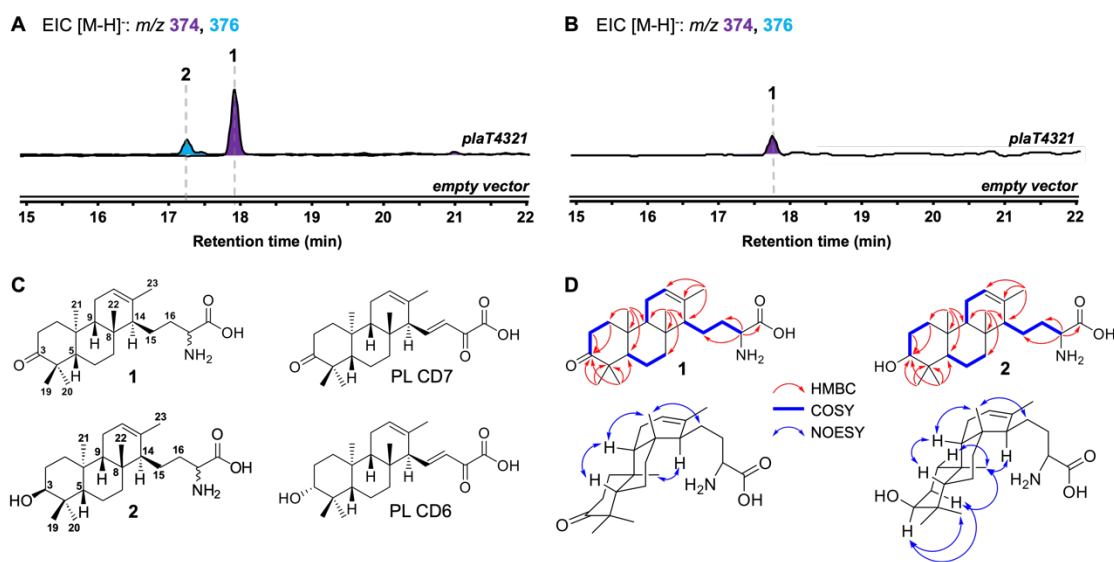 A EIC [M-H]⁻: m/z 374, 376
1
2
plaT4321
empty vector
15 16 17 18 19 20 21 22
Retention time (min)
B EIC [M-H]⁻: m/z 374, 376
1
plaT4321
empty vector
15 16 17 18 19 20 21 22
Retention time (min)
C
21 23
22 16 O
9 14 OH
8 15 NH₂
3 5
O
19 20
1
O
OH
O
O
PL CD7
21 23
22 16 O
9 14 OH
8 15 NH₂
3 5
HO
19 20
2
O
OH
O
HO
PL CD6
D
O
OH
NH₂
O
1
O
OH
NH₂
HO
2
HMBC
COSY
NOESY
H
H
H
H₂N
O
OH
O
H
H
H
H
H
H₂N
O
OH
HO